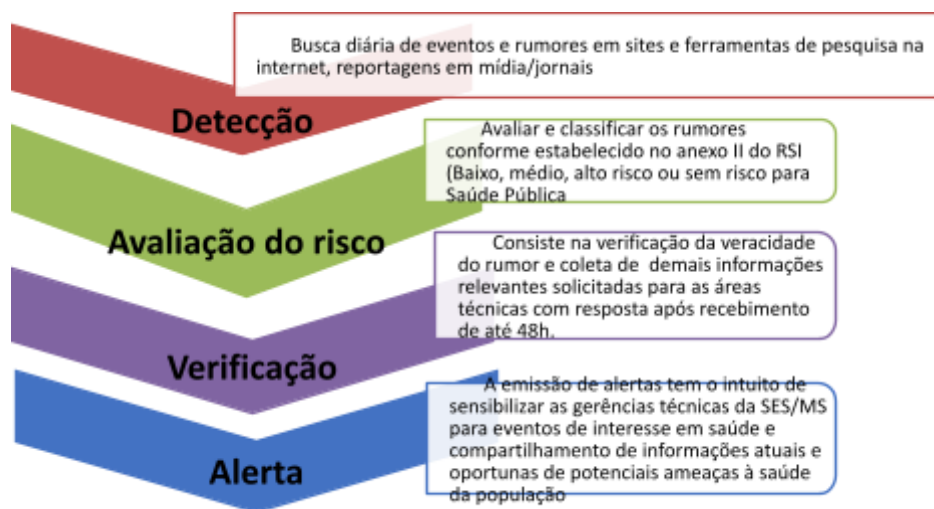 Busca diária de eventos e rumores em sites e ferramentas de pesquisa na
internet, reportagens em mídia/jornais
Detecção
Avaliar e classificar os rumores
conforme estabelecido no anexo II do RSI
(Baixo, médio, alto risco ou sem risco para
Saúde Pública
Avaliação do risco
Consiste na verificação da veracidade
do rumor e coleta de demais informações
relevantes solicitadas para as áreas
técnicas com resposta após recebimento
de até 48h.
Verificação
A emissão de alertas tem o intuito de
sensibilizar as gerências técnicas da SES/MS
para eventos de interesse em saúde e
compartilhamento de informações atuais e
oportunas de potenciais ameaças à saúde
da população
Alerta